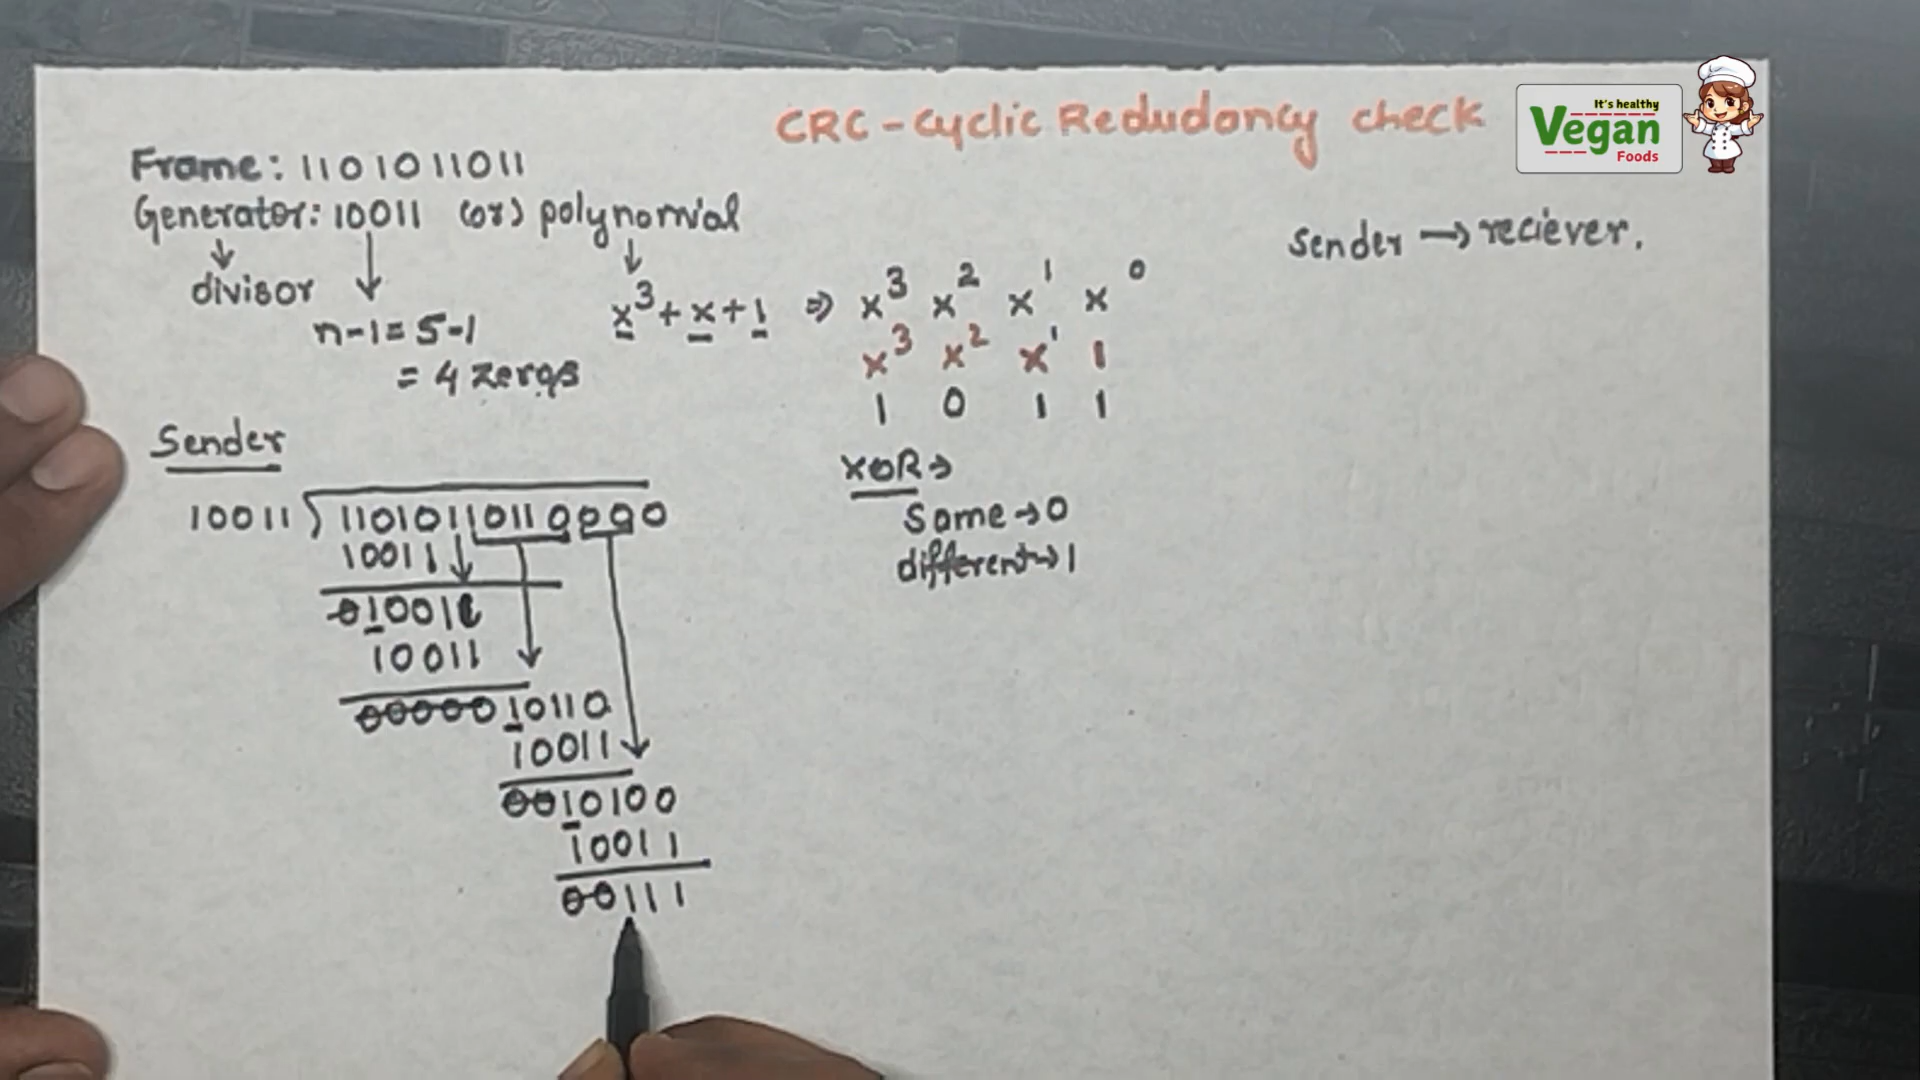 CRC - Cyclic Redudancy check
It's healthy
Vegan
Foods
Frame: 1101011011
Generator: 10011 (or) polynomial
Sender → reciever.
divisor
n-1 = 5-1
= 4 zeros
x³ + x + 1 ⇒ x³ x² x¹ x⁰
x³ x² x¹ 1
1 0 1 1
Sender
XOR →
Same → 0
different → 1
10011 ) 11010110110000
10011
010011
10011
0000010110
10011
0010100
10011
00111